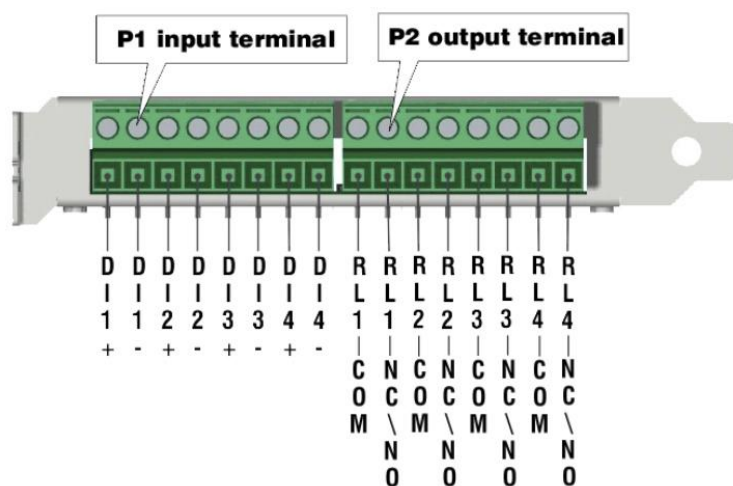 P1 input terminal
P2 output terminal
DI1+
DI1-
DI2+
DI2-
DI3+
DI3-
DI4+
DI4-
RL1—COM
RL1—NC\NO
RL2—COM
RL2—NC\NO
RL3—COM
RL3—NC\NO
RL4—COM
RL4—NC\NO